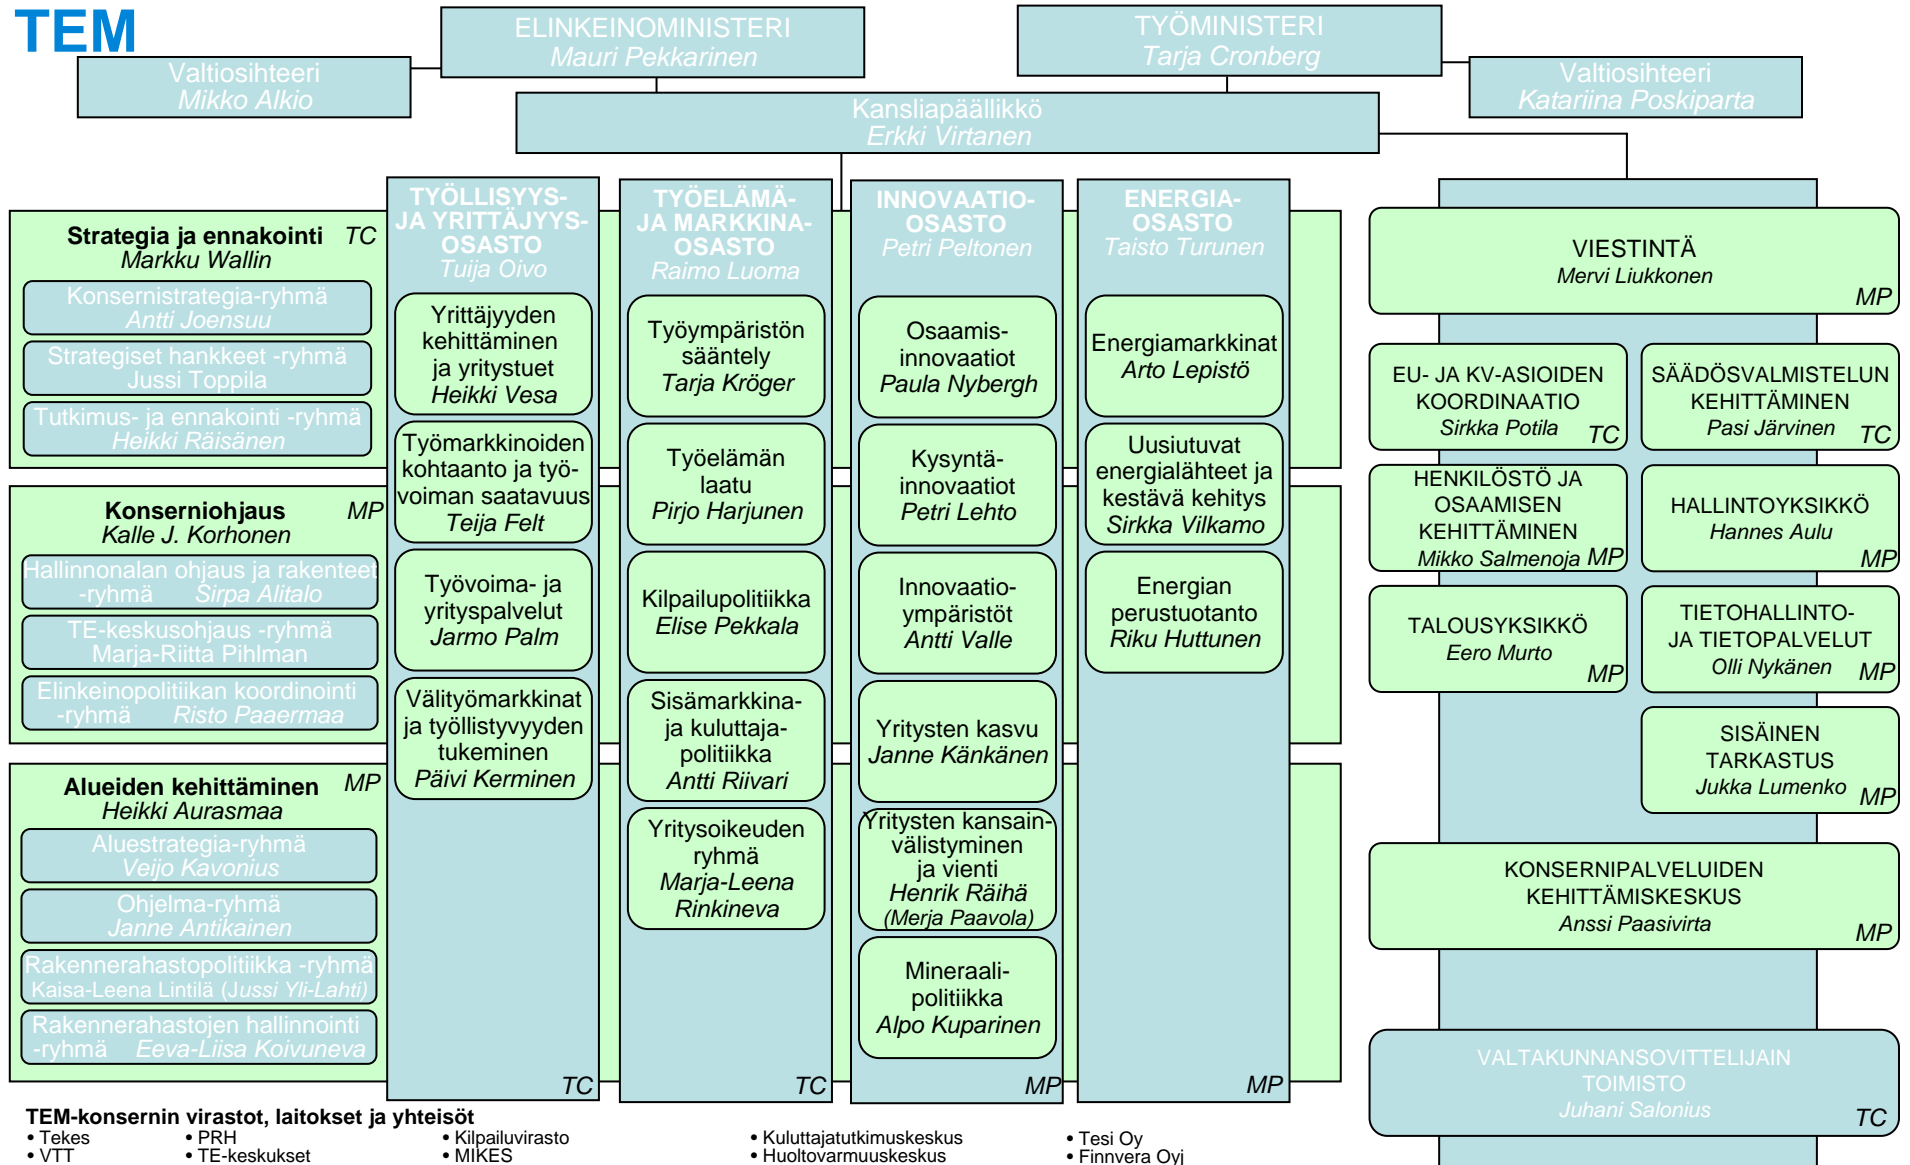 TEM
ELINKEINOMINISTERI
Mauri Pekkarinen
TYÖMINISTERI
Tarja Cronberg
Valtiosihteeri
Mikko Alkio
Valtiosihteeri
Katariina Poskiparta
Kansliapäällikkö
Erkki Virtanen
Strategia ja ennakointi TC
Markku Wallin
Konsernistrategia-ryhmä
Antti Joensuu
Strategiset hankkeet -ryhmä
Jussi Toppila
Tutkimus- ja ennakointi -ryhmä
Heikki Räisänen
Konserniohjaus MP
Kalle J. Korhonen
Hallinnonalan ohjaus ja rakenteet
-ryhmä Sirpa Alitalo
TE-keskusohjaus -ryhmä
Marja-Riitta Pihlman
Elinkeinopolitiikan koordinointi
-ryhmä Risto Paaermaa
Alueiden kehittäminen MP
Heikki Aurasmaa
Aluestrategia-ryhmä
Veijo Kavonius
Ohjelma-ryhmä
Janne Antikainen
Rakennerahastopolitiikka -ryhmä
Kaisa-Leena Lintilä (Jussi Yli-Lahti)
Rakennerahastojen hallinnointi
-ryhmä Eeva-Liisa Koivuneva
TYÖLLISYYS-
JA YRITTÄJYYS-
OSASTO
Tuija Oivo
Yrittäjyyden
kehittäminen
ja yritystuet
Heikki Vesa
Työmarkkinoiden
kohtaanto ja työ-
voiman saatavuus
Teija Felt
Työvoima- ja
yrityspalvelut
Jarmo Palm
Välityömarkkinat
ja työllistyvyyden
tukeminen
Päivi Kerminen
TC
TYÖELÄMÄ-
JA MARKKINA-
OSASTO
Raimo Luoma
Työympäristön
sääntely
Tarja Kröger
Työelämän
laatu
Pirjo Harjunen
Kilpailupolitiikka
Elise Pekkala
Sisämarkkina-
ja kuluttaja-
politiikka
Antti Riivari
Yritysoikeuden
ryhmä
Marja-Leena
Rinkineva
TC
INNOVAATIO-
OSASTO
Petri Peltonen
Osaamis-
innovaatiot
Paula Nybergh
Kysyntä-
innovaatiot
Petri Lehto
Innovaatio-
ympäristöt
Antti Valle
Yritysten kasvu
Janne Känkänen
Yritysten kansain-
välistyminen
ja vienti
Henrik Räihä
(Merja Paavola)
Mineraali-
politiikka
Alpo Kuparinen
MP
ENERGIA-
OSASTO
Taisto Turunen
Energiamarkkinat
Arto Lepistö
Uusiutuvat
energialähteet ja
kestävä kehitys
Sirkka Vilkamo
Energian
perustuotanto
Riku Huttunen
MP
VIESTINTÄ
Mervi Liukkonen
MP
EU- JA KV-ASIOIDEN
KOORDINAATIO
Sirkka Potila TC
SÄÄDÖSVALMISTELUN
KEHITTÄMINEN
Pasi Järvinen TC
HENKILÖSTÖ JA
OSAAMISEN
KEHITTÄMINEN
Mikko Salmenoja MP
HALLINTOYKSIKKÖ
Hannes Aulu
MP
TALOUSYKSIKKÖ
Eero Murto
MP
TIETOHALLINTO-
JA TIETOPALVELUT
Olli Nykänen MP
SISÄINEN
TARKASTUS
Jukka Lumenko MP
KONSERNIPALVELUIDEN
KEHITTÄMISKESKUS
Anssi Paasivirta
MP
VALTAKUNNANSOVITTELIJAIN
TOIMISTO
Juhani Salonius
TC
TEM-konsernin virastot, laitokset ja yhteisöt
• Tekes • PRH • Kilpailuvirasto • Kuluttajatutkimuskeskus • Tesi Oy
• VTT • TE-keskukset • MIKES • Huoltovarmuuskeskus • Finnvera Oyj